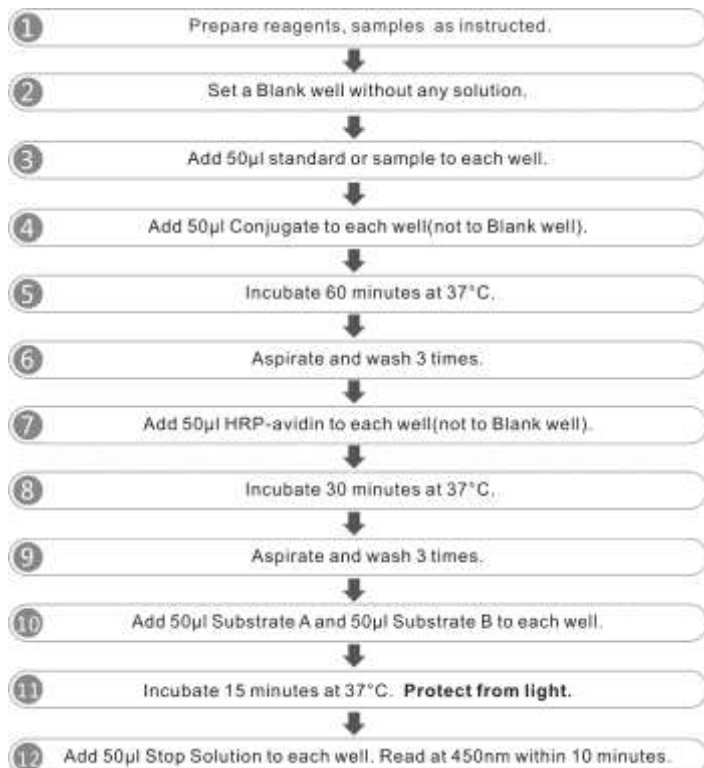 1 Prepare reagents, samples as instructed.
2 Set a Blank well without any solution.
3 Add 50µl standard or sample to each well.
4 Add 50µl Conjugate to each well(not to Blank well).
5 Incubate 60 minutes at 37°C.
6 Aspirate and wash 3 times.
7 Add 50µl HRP-avidin to each well(not to Blank well).
8 Incubate 30 minutes at 37°C.
9 Aspirate and wash 3 times.
10 Add 50µl Substrate A and 50µl Substrate B to each well.
11 Incubate 15 minutes at 37°C. Protect from light.
12 Add 50µl Stop Solution to each well. Read at 450nm within 10 minutes.